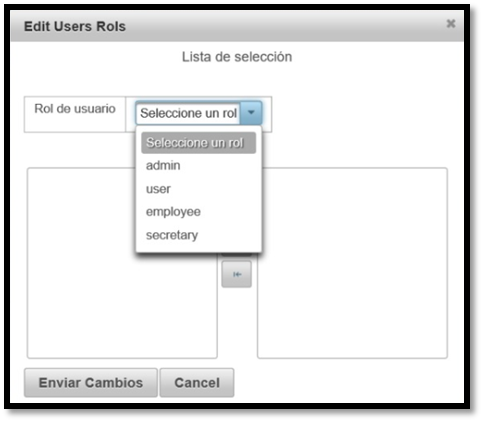 Edit Users Rols
Lista de selección
Rol de usuario
Seleccione un rol
Seleccione un rol
admin
user
employee
secretary
Enviar Cambios
Cancel